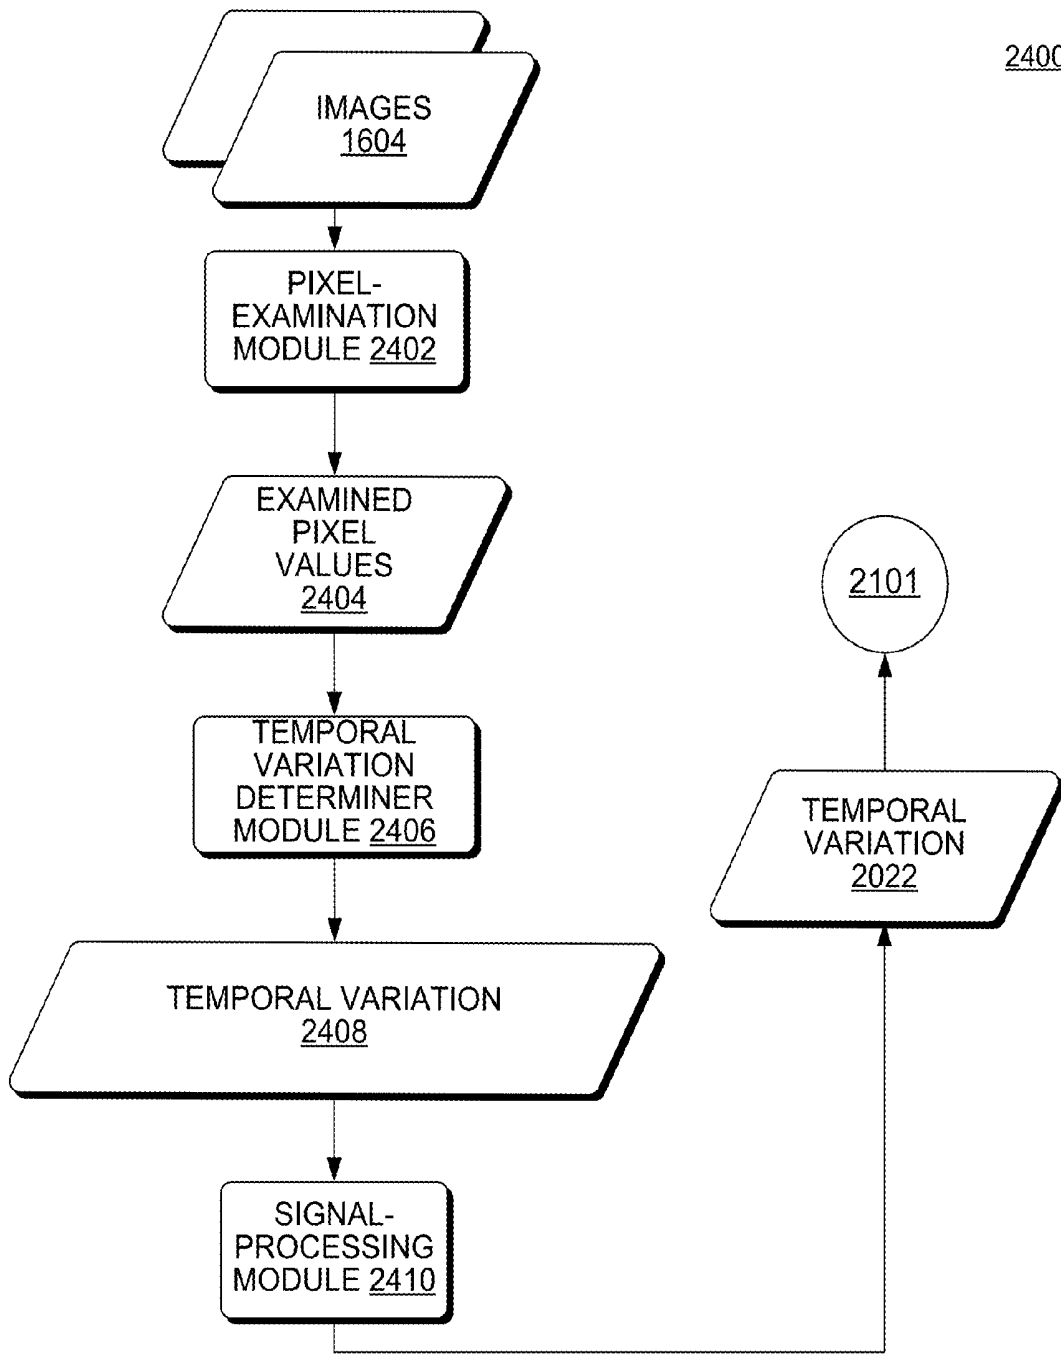 2400
IMAGES
1604
PIXEL-
EXAMINATION
MODULE 2402
EXAMINED
PIXEL
VALUES
2404
TEMPORAL
VARIATION
DETERMINER
MODULE 2406
TEMPORAL VARIATION
2408
SIGNAL-
PROCESSING
MODULE 2410
TEMPORAL
VARIATION
2022
2101